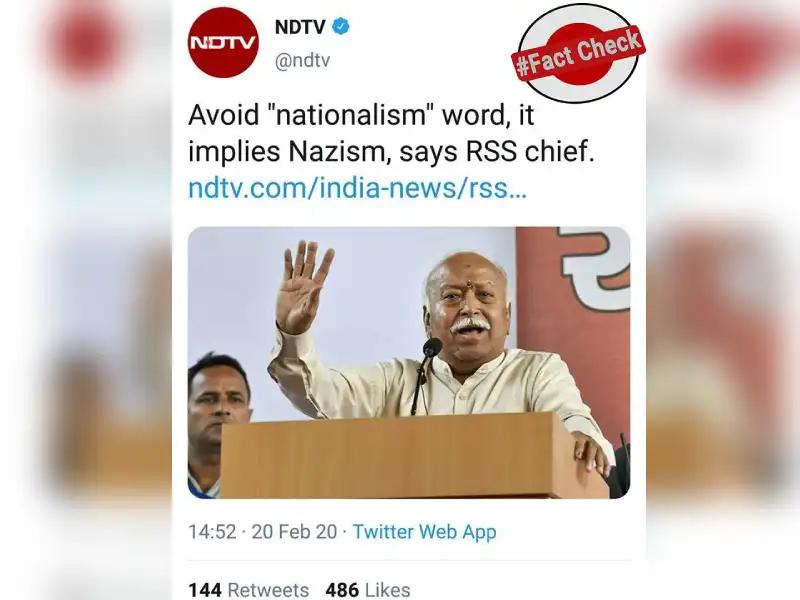 NDTV
NDTV
@ndtv
#Fact Check
Avoid "nationalism" word, it
implies Nazism, says RSS chief.
ndtv.com/india-news/rss...
14:52 · 20 Feb 20 · Twitter Web App
144 Retweets 486 Likes